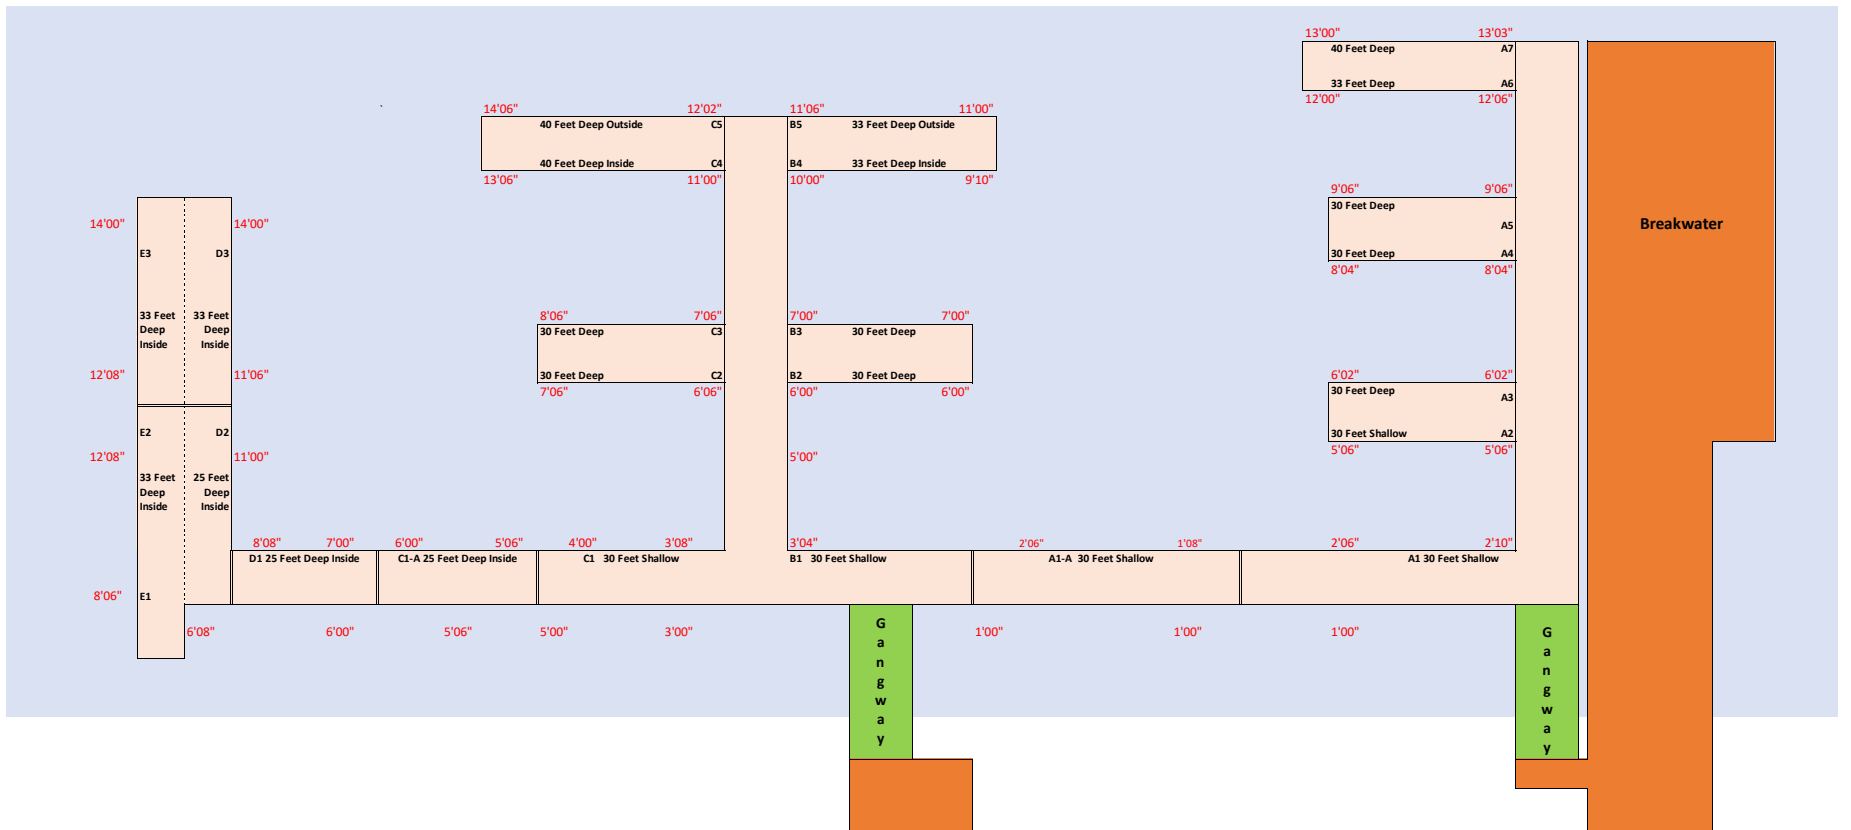 13'00" 13'03"
40 Feet Deep A7
33 Feet Deep A6
12'00" 12'06"
14'06" 12'02" 11'06" 11'00"
40 Feet Deep Outside C5 B5 33 Feet Deep Outside
40 Feet Deep Inside C4 B4 33 Feet Deep Inside
13'06" 11'00" 10'00" 9'10"
9'06" 9'06"
30 Feet Deep
A5
30 Feet Deep A4
8'04" 8'04"
Breakwater
14'00" 14'00"
E3 D3
33 Feet
Deep
Inside
33 Feet
Deep
Inside
12'08" 11'06"
8'06" 7'06" 7'00" 7'00"
30 Feet Deep C3 B3 30 Feet Deep
30 Feet Deep C2 B2 30 Feet Deep
7'06" 6'06" 6'00" 6'00"
6'02" 6'02"
30 Feet Deep
A3
30 Feet Shallow A2
5'06" 5'06"
E2 D2
12'08" 11'00" 5'00"
33 Feet
Deep
Inside
25 Feet
Deep
Inside
8'08" 7'00" 6'00" 5'06" 4'00" 3'08" 3'04" 2'06" 1'08" 2'06" 2'10"
D1 25 Feet Deep Inside C1-A 25 Feet Deep Inside C1 30 Feet Shallow B1 30 Feet Shallow A1-A 30 Feet Shallow A1 30 Feet Shallow
8'06" E1
6'08" 6'00" 5'06" 5'00" 3'00" 1'00" 1'00" 1'00"
G
a
n
g
w
a
y
G
a
n
g
w
a
y